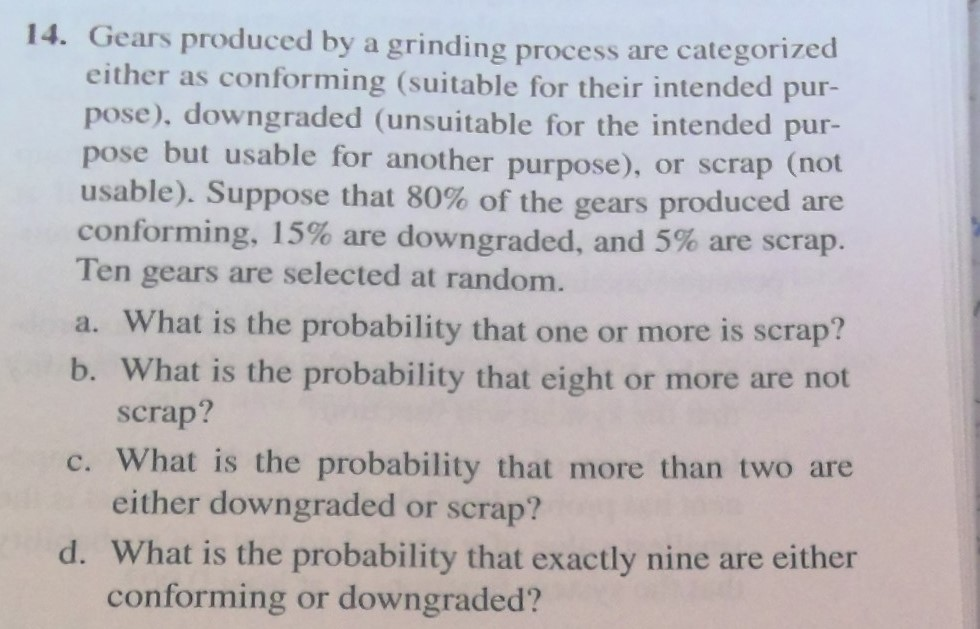 14. Gears produced by a grinding process are categorized
either as conforming (suitable for their intended pur-
pose), downgraded (unsuitable for the intended pur-
pose but usable for another purpose), or scrap (not
usable). Suppose that 80% of the gears produced are
conforming, 15% are downgraded, and 5% are scrap.
Ten gears are selected at random.
a. What is the probability that one or more is scrap?
b. What is the probability that eight or more are not
scrap?
c. What is the probability that more than two are
either downgraded or scrap?
d. What is the probability that exactly nine are either
conforming or downgraded?